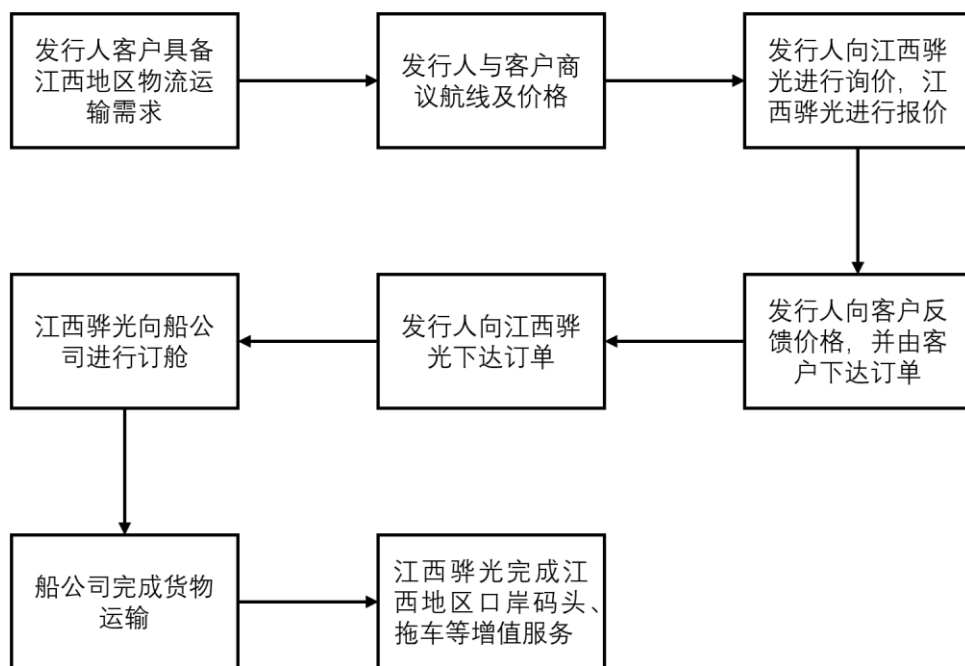 发行人客户具备
江西地区物流运
输需求
发行人与客户商
议航线及价格
发行人向江西骅
光进行询价，江
西骅光进行报价
发行人向客户反
馈价格，并由客
户下达订单
发行人向江西骅
光下达订单
江西骅光向船公
司进行订舱
船公司完成货物
运输
江西骅光完成江
西地区口岸码头、
拖车等增值服务